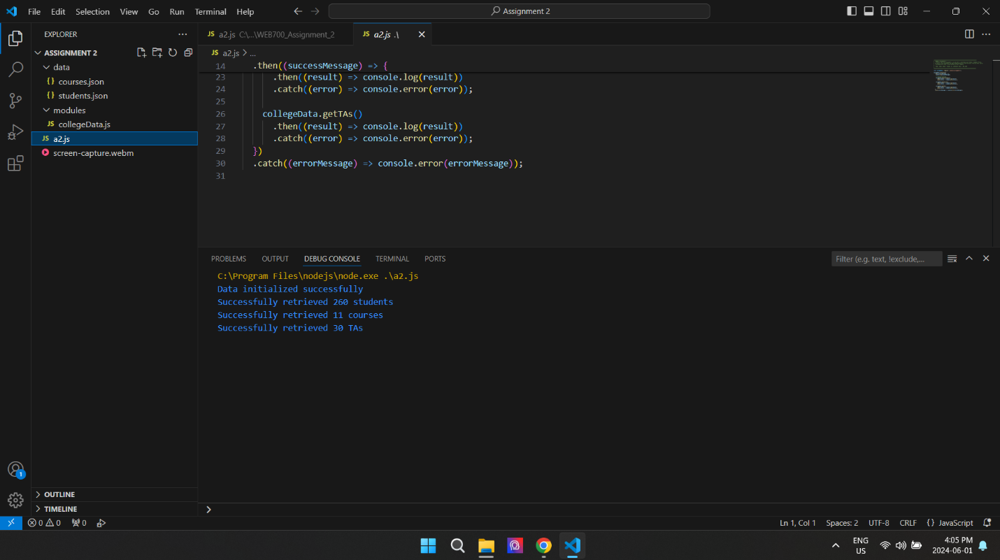 File Edit Selection View Go Run Terminal Help
Assignment 2
EXPLORER
ASSIGNMENT 2
data
{} courses.json
{} students.json
modules
JS collegeData.js
JS a2.js
screen-capture.webm
OUTLINE
TIMELINE
JS a2.js C:\...\WEB700_Assignment_2
JS a2.js .\
JS a2.js > ...
14 .then((successMessage) => {
23 .then((result) => console.log(result))
24 .catch((error) => console.error(error));
25
26 collegeData.getTAs()
27 .then((result) => console.log(result))
28 .catch((error) => console.error(error));
29 })
30 .catch((errorMessage) => console.error(errorMessage));
31
PROBLEMS OUTPUT DEBUG CONSOLE TERMINAL PORTS
Filter (e.g. text, !exclude,...
C:\Program Files\nodejs\node.exe .\a2.js
Data initialized successfully
Successfully retrieved 260 students
Successfully retrieved 11 courses
Successfully retrieved 30 TAs
1
0 0 0
Ln 1, Col 1 Spaces: 2 UTF-8 CRLF {} JavaScript
ENG
US
4:05 PM
2024-06-01